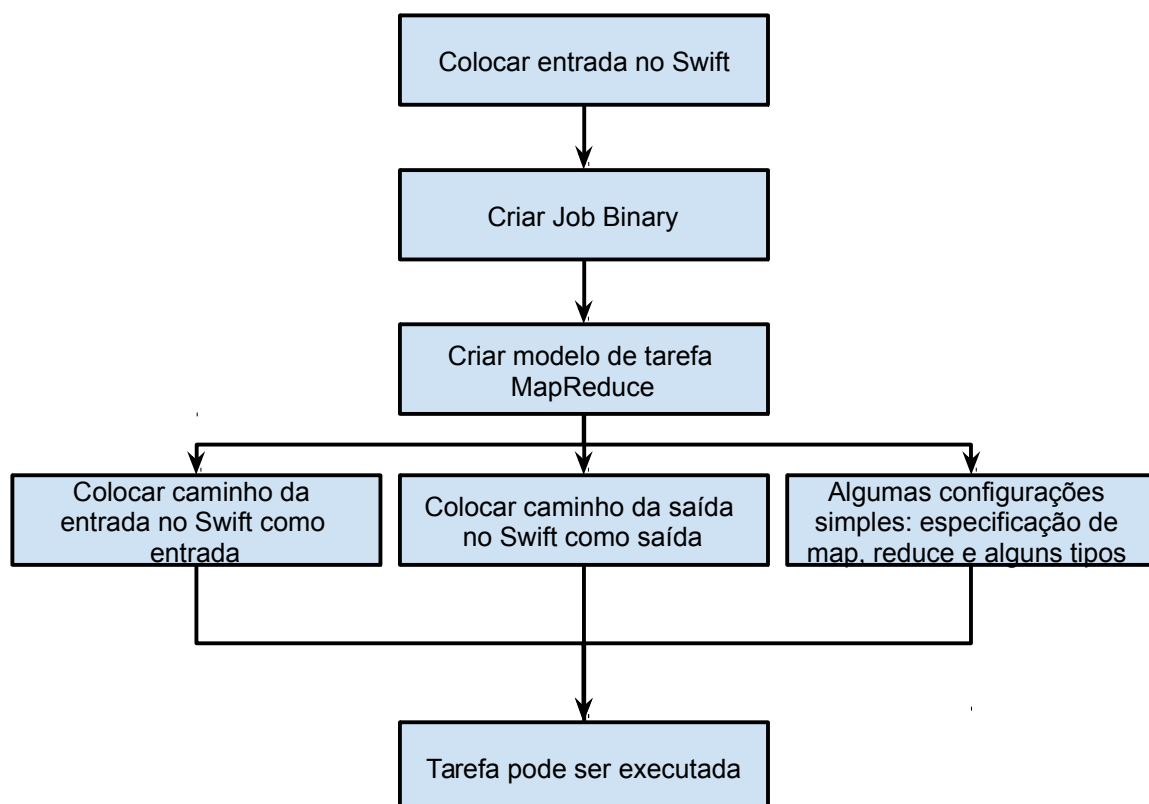 Colocar entrada no Swift
Criar Job Binary
Criar modelo de tarefa
MapReduce
Colocar caminho da
entrada no Swift como
entrada
Colocar caminho da saída
no Swift como saída
Algumas configurações
simples: especificação de
map, reduce e alguns tipos
Tarefa pode ser executada